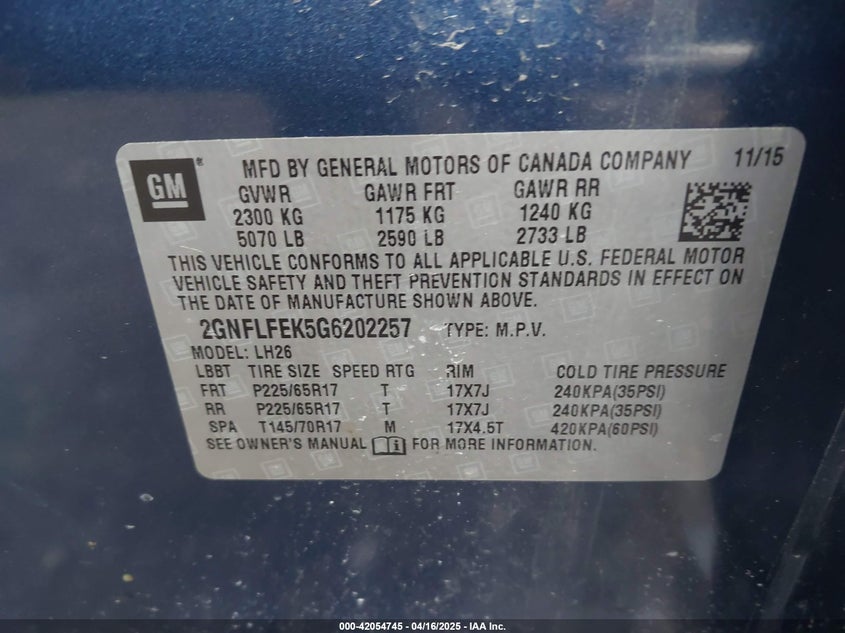 GM ® MFD BY GENERAL MOTORS OF CANADA COMPANY 11/15
GVWR GAWR FRT GAWR RR
2300 KG 1175 KG 1240 KG
5070 LB 2590 LB 2733 LB
THIS VEHICLE CONFORMS TO ALL APPLICABLE U.S. FEDERAL MOTOR
VEHICLE SAFETY AND THEFT PREVENTION STANDARDS IN EFFECT ON
THE DATE OF MANUFACTURE SHOWN ABOVE.
2GNFLFEK5G6202257 TYPE: M.P.V.
MODEL: LH26
LBBT TIRE SIZE SPEED RTG RIM COLD TIRE PRESSURE
FRT P225/65R17 T 17X7J 240KPA(35PSI)
RR P225/65R17 T 17X7J 240KPA(35PSI)
SPA T145/70R17 M 17X4.5T 420KPA(60PSI)
SEE OWNER'S MANUAL FOR MORE INFORMATION.
000-42054745 - 04/16/2025 - IAA Inc.